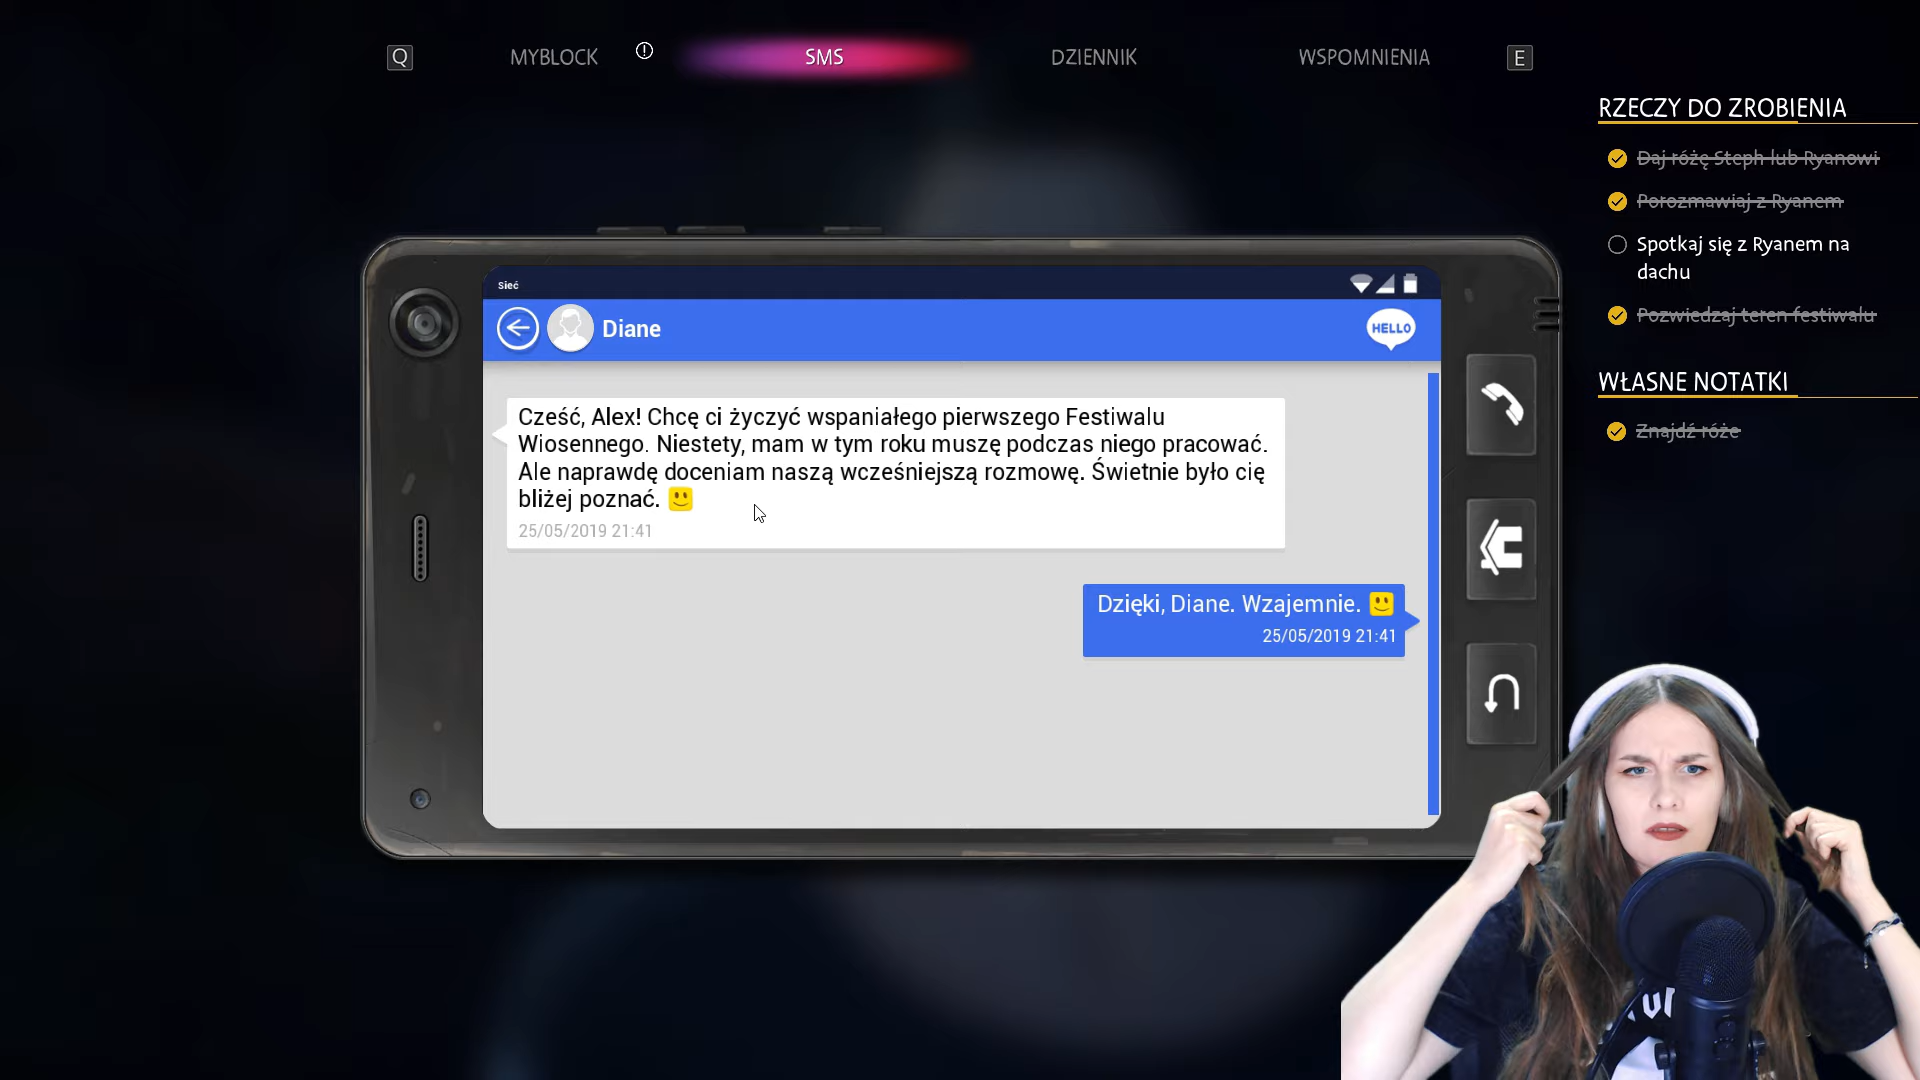 Q
MYBLOCK
SMS
DZIENNIK
WSPOMNIENIA
E
RZECZY DO ZROBIENIA
Daj różę Steph lub Ryanowi
Porozmawiaj z Ryanem
Spotkaj się z Ryanem na
dachu
Pozwiedzaj teren festiwalu
WŁASNE NOTATKI
Znajdź róże
Sieć
Diane
HELLO
Cześć, Alex! Chcę ci życzyć wspaniałego pierwszego Festiwalu
Wiosennego. Niestety, mam w tym roku muszę podczas niego pracować.
Ale naprawdę doceniam naszą wcześniejszą rozmowę. Świetnie było cię
bliżej poznać. 🙂
25/05/2019 21:41
Dzięki, Diane. Wzajemnie. 🙂
25/05/2019 21:41